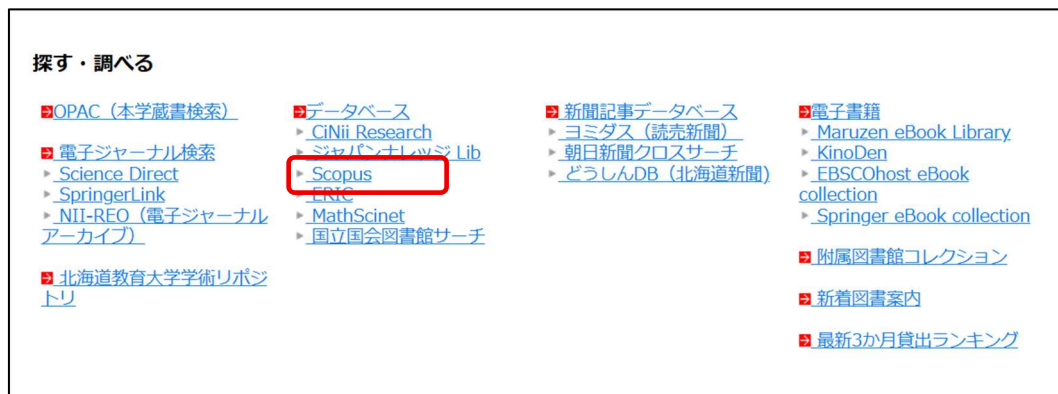 探す・調べる
OPAC（本学蔵書検索）
電子ジャーナル検索
Science Direct
SpringerLink
NII-REO（電子ジャーナル
アーカイブ）
北海道教育大学学術リポジ
トリ
データベース
CiNii Research
ジャパンナレッジ Lib
Scopus
ERIC
MathScinet
国立国会図書館サーチ
新聞記事データベース
ヨミダス（読売新聞）
朝日新聞クロスサーチ
どうしんDB（北海道新聞)
電子書籍
Maruzen eBook Library
KinoDen
EBSCOhost eBook
collection
Springer eBook collection
附属図書館コレクション
新着図書案内
最新3か月貸出ランキング